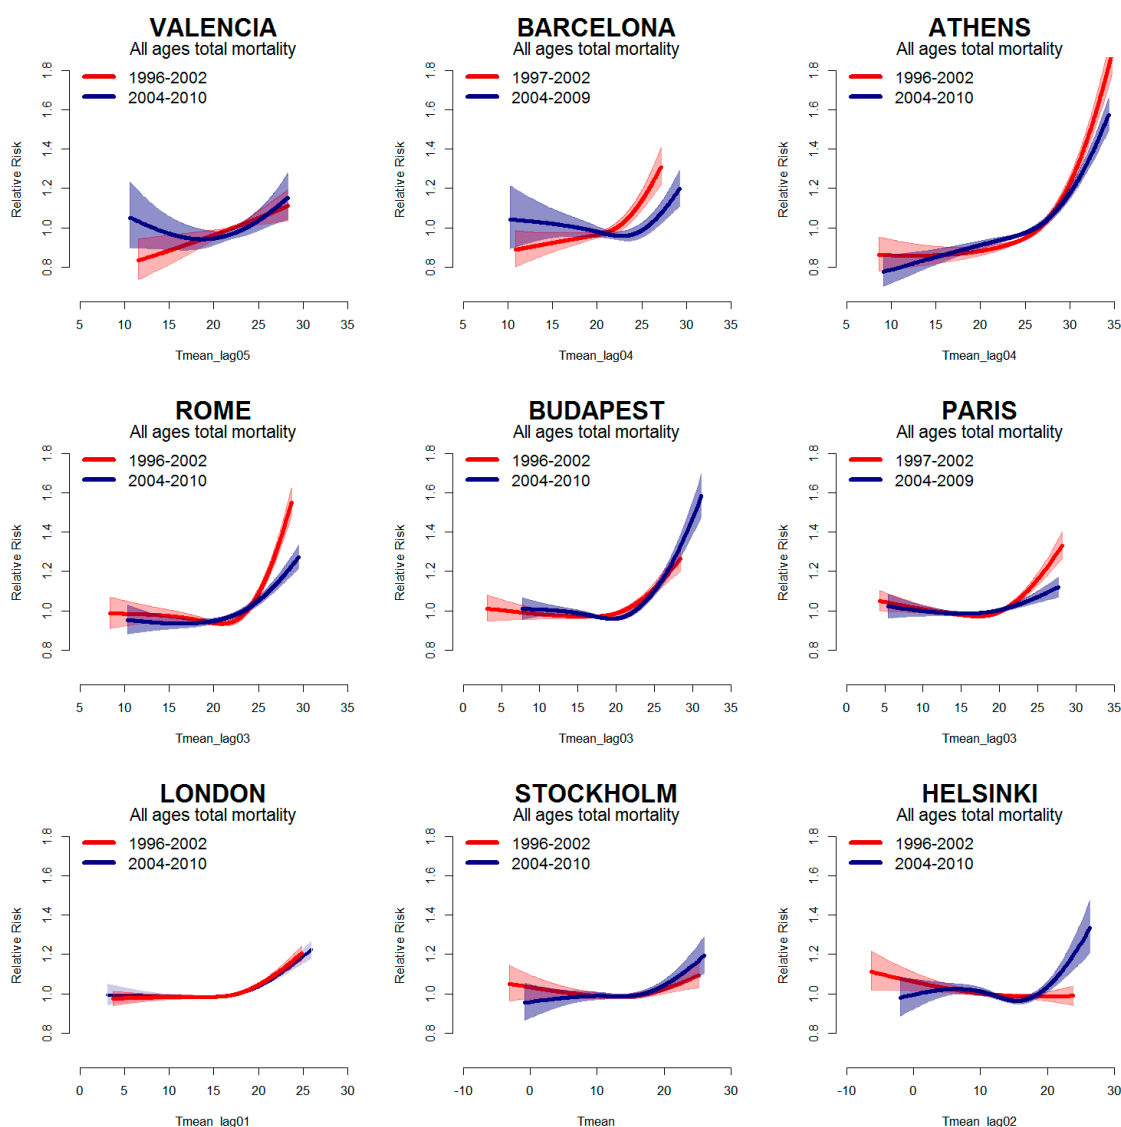 VALENCIA
All ages total mortality
1996-2002
2004-2010
Relative Risk
0.8 1.0 1.2 1.4 1.6 1.8
5 10 15 20 25 30 35
Tmean_lag05
BARCELONA
All ages total mortality
1997-2002
2004-2009
Relative Risk
0.8 1.0 1.2 1.4 1.6 1.8
5 10 15 20 25 30 35
Tmean_lag04
ATHENS
All ages total mortality
1996-2002
2004-2010
Relative Risk
0.8 1.0 1.2 1.4 1.6 1.8
5 10 15 20 25 30 35
Tmean_lag04
ROME
All ages total mortality
1996-2002
2004-2010
Relative Risk
0.8 1.0 1.2 1.4 1.6 1.8
5 10 15 20 25 30 35
Tmean_lag03
BUDAPEST
All ages total mortality
1996-2002
2004-2010
Relative Risk
0.8 1.0 1.2 1.4 1.6 1.8
0 5 10 15 20 25 30 35
Tmean_lag03
PARIS
All ages total mortality
1997-2002
2004-2009
Relative Risk
0.8 1.0 1.2 1.4 1.6 1.8
0 5 10 15 20 25 30 35
Tmean_lag03
LONDON
All ages total mortality
1996-2002
2004-2010
Relative Risk
0.8 1.0 1.2 1.4 1.6 1.8
0 5 10 15 20 25 30
Tmean_lag01
STOCKHOLM
All ages total mortality
1996-2002
2004-2010
Relative Risk
0.8 1.0 1.2 1.4 1.6 1.8
-10 0 10 20 30
Tmean
HELSINKI
All ages total mortality
1996-2002
2004-2010
Relative Risk
0.8 1.0 1.2 1.4 1.6 1.8
-10 0 10 20 30
Tmean_lag02